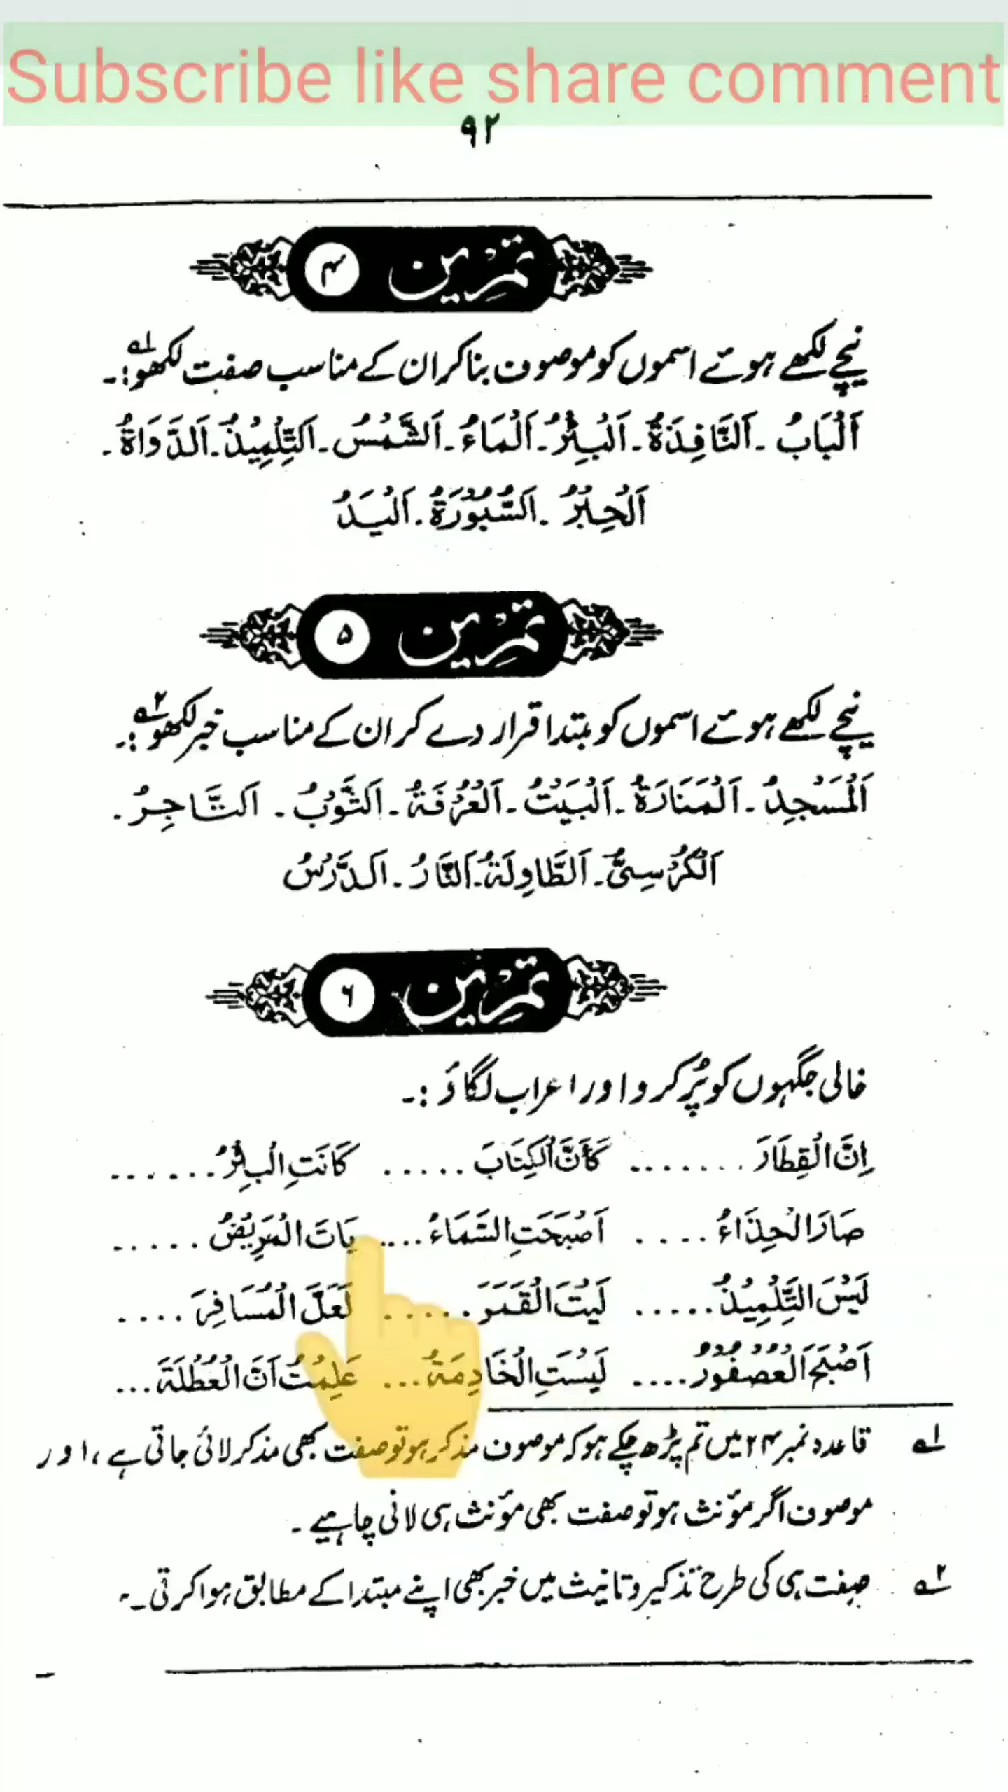 Subscribe like share comment
۹۲
تمرین ۴
نیچے لکھے ہوئے اسموں کو موصوف بنا کر ان کے مناسب صفت لکھو۱؎:۔
اَلْبَابُ ۔ اَلنَّافِذَةُ ۔ اَلْبِئْرُ ۔ اَلْمَاءُ ۔ اَلشَّمْسُ ۔ اَلتِّلْمِیْذُ ۔ اَلدَّوَاةُ ۔
اَلْحِبْرُ ۔ اَلسَّبُّوْرَةُ ۔ اَلْیَدُ
تمرین ۵
نیچے لکھے ہوئے اسموں کو مبتدا قرار دے کر ان کے مناسب خبر لکھو۲؎:۔
اَلْمَسْجِدُ ۔ اَلْمَنَارَةُ ۔ اَلْبَیْتُ ۔ اَلْغُرْفَةُ ۔ اَلثَّوْبُ ۔ اَلتَّاجِرُ ۔
اَلْکُرْسِیُّ ۔ اَلطَّاوِلَةُ ۔ اَلنَّارُ ۔ اَلدَّرْسُ
تمرین ۶
خالی جگہوں کو پُر کرو اور اعراب لگاؤ :۔
اِنَّ الْقِطَارَ ....... کَاَنَّ الْکِتَابَ ..... کَانَتِ الْبِئْرُ ......
صَارَ الْحِذَاءُ .... اَصْبَحَتِ السَّمَاءُ .... بَاتَ الْمَرِیْضُ .....
لَیْسَ التِّلْمِیْذُ ..... لَیْتَ الْقَمَرَ ..... لَعَلَّ الْمُسَافِرَ ....
اَصْبَحَ الْعُصْفُوْرُ .... لَیْسَتِ الْخَادِمَةُ ... عَلِمْتُ اَنَّ الْعُطْلَةَ ...
۱؎ قاعدہ نمبر ۲۴ میں تم پڑھ چکے ہو کہ موصوف مذکر ہو تو صفت بھی مذکر لائی جاتی ہے، اور
موصوف اگر مؤنث ہو تو صفت بھی مؤنث ہی لانی چاہیے ۔
۲؎ صفت ہی کی طرح تذکیر و تانیث میں خبر بھی اپنے مبتدا کے مطابق ہوا کرتی ہے۔